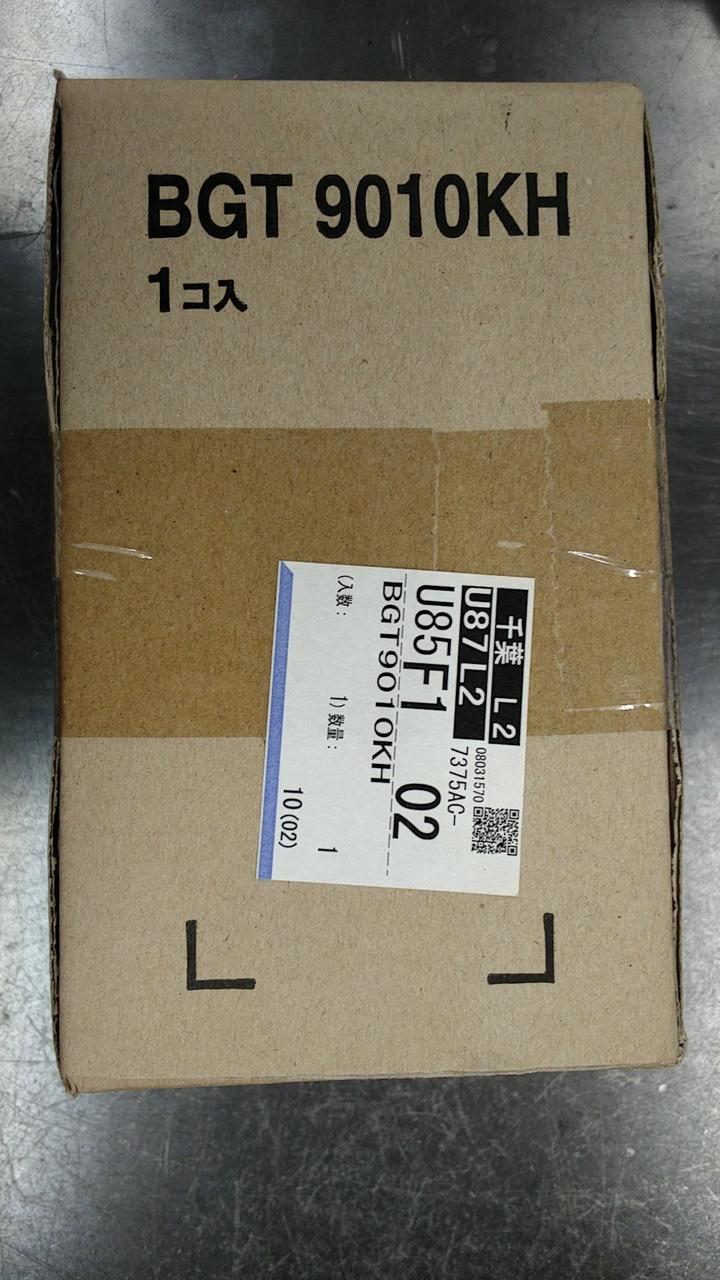 BGT 9010KH
1コ入
千葉 L2
U87L2
08031570
7375AC-
U85F1 02
BGT9010KH
(入数: 1) 数量: 1
10(02)